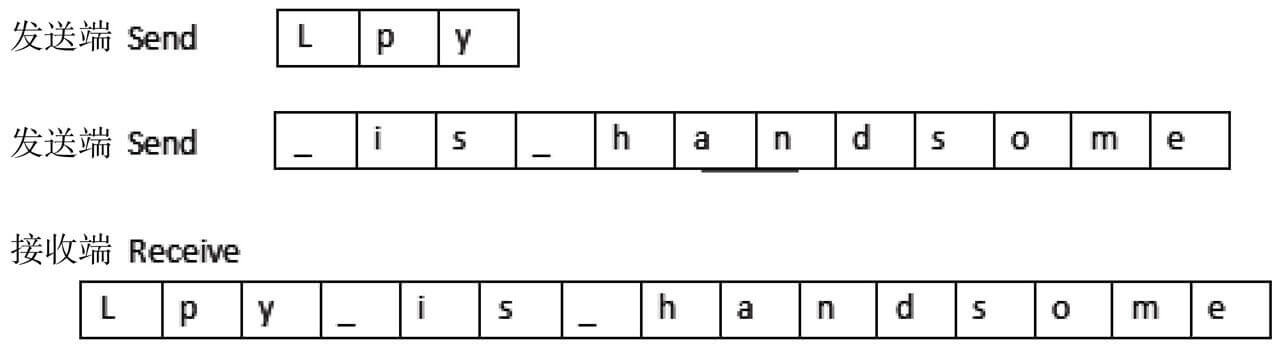 发送端 Send L p y
发送端 Send _ i s _ h a n d s o m e
接收端 Receive
L p y _ i s _ h a n d s o m e